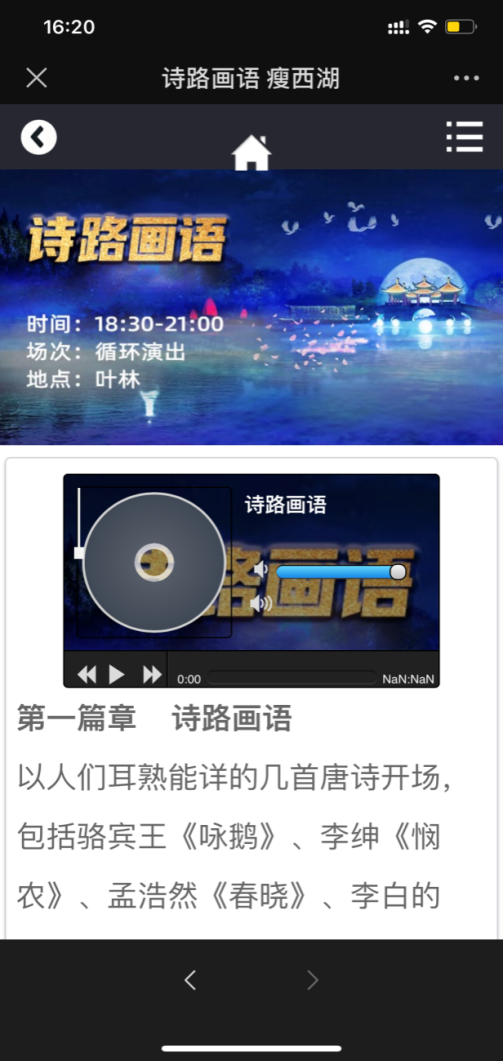 16:20
诗路画语 瘦西湖
诗路画语
时间：18:30-21:00
场次：循环演出
地点：叶林
诗路画语
路画语
0:00
NaN:NaN
第一篇章 诗路画语
以人们耳熟能详的几首唐诗开场，
包括骆宾王《咏鹅》、李绅《悯
农》、孟浩然《春晓》、李白的